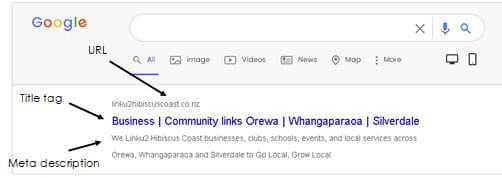 Google
URL
All Image Videos News Map More
linku2hibiscuscoast.co.nz
Title tag
Business | Community links Orewa | Whangaparaoa | Silverdale
We Linku2 Hibiscus Coast businesses, clubs, schools, events, and local services across
Meta description
Orewa, Whangaparaoa and Silverdale to Go Local, Grow Local